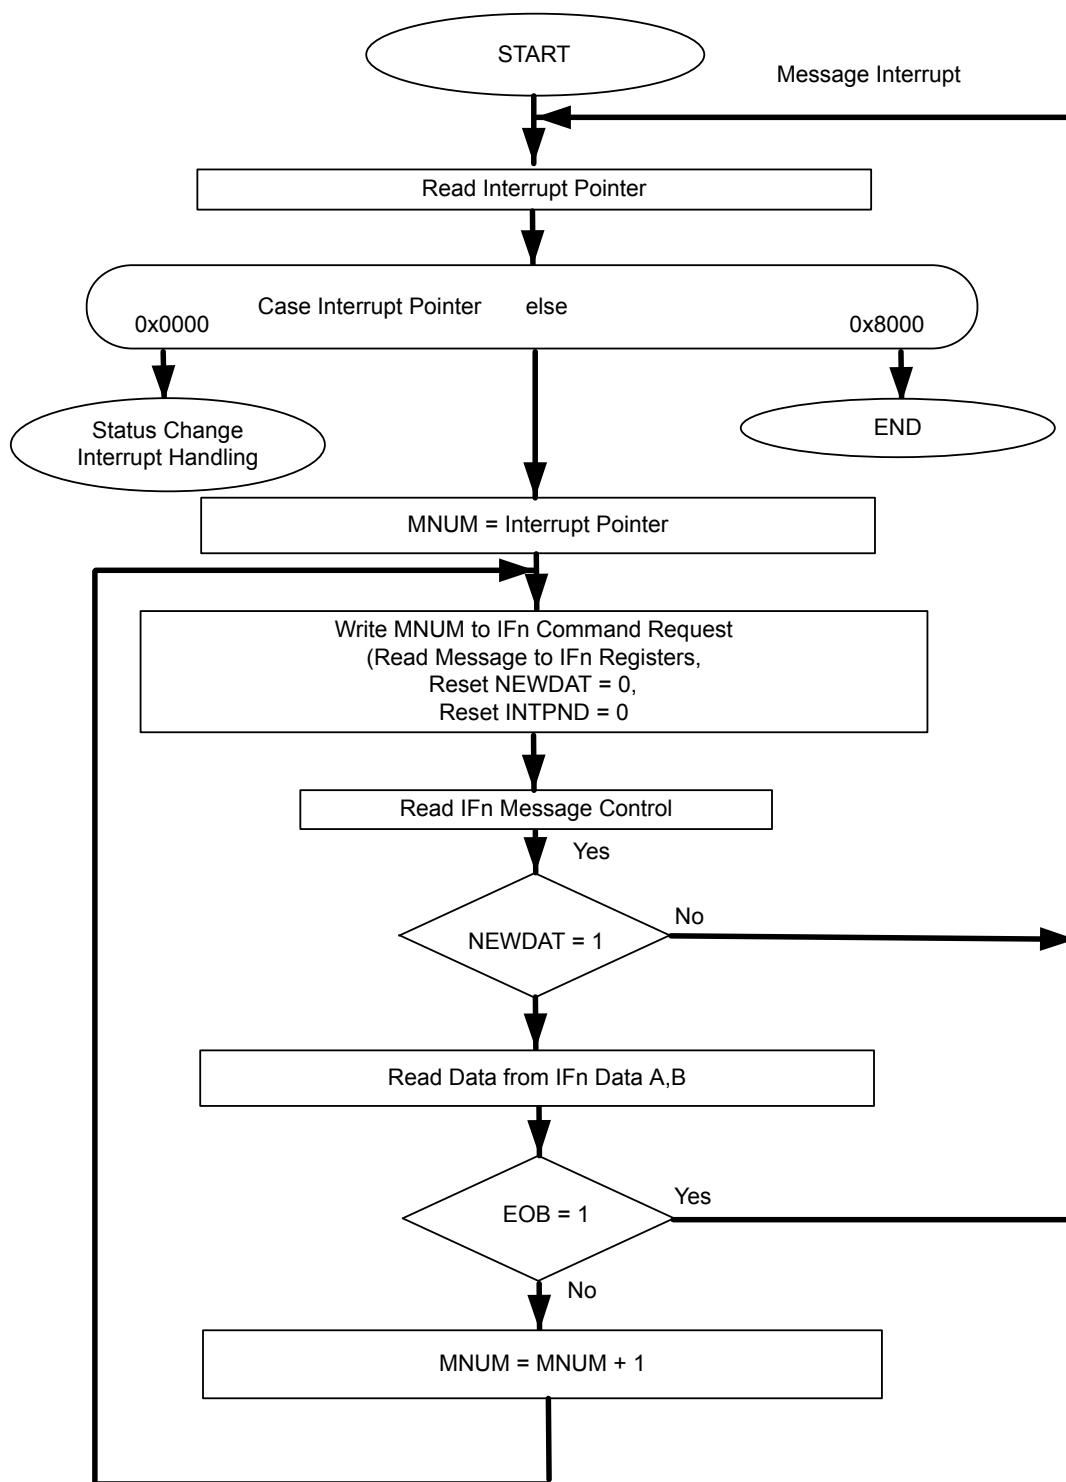 START
Message Interrupt
Read Interrupt Pointer
Case Interrupt Pointer else
0x0000
0x8000
Status Change
Interrupt Handling
END
MNUM = Interrupt Pointer
Write MNUM to IFn Command Request
(Read Message to IFn Registers,
Reset NEWDAT = 0,
Reset INTPND = 0
Read IFn Message Control
Yes
No
NEWDAT = 1
Read Data from IFn Data A,B
Yes
EOB = 1
No
MNUM = MNUM + 1